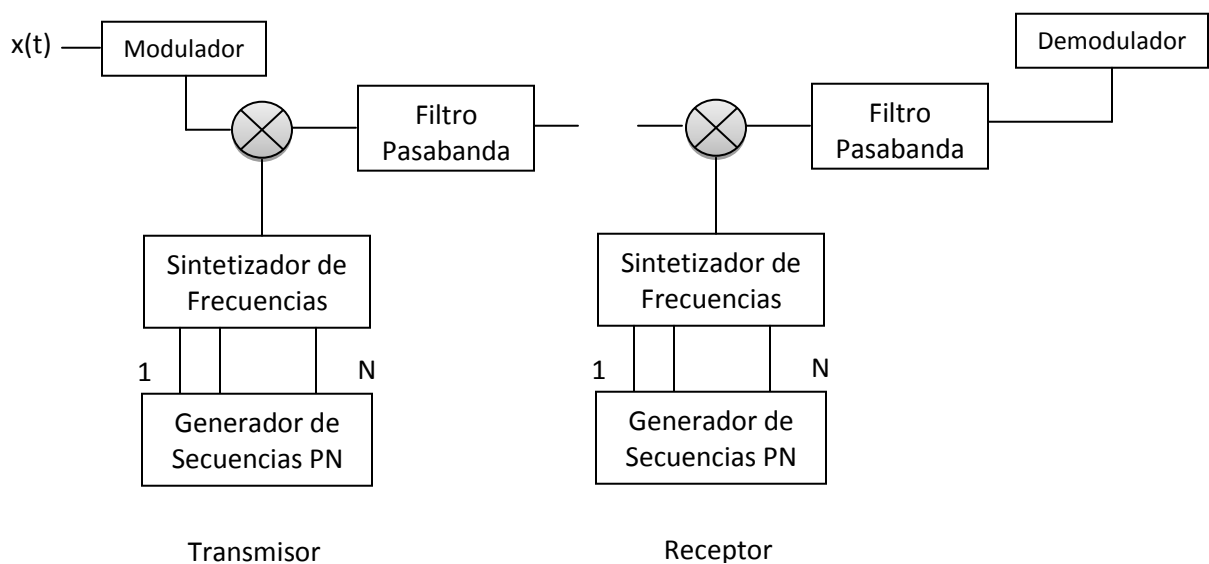 x(t)
Modulador
Filtro
Pasabanda
Sintetizador de
Frecuencias
1
N
Generador de
Secuencias PN
Transmisor
Demodulador
Filtro
Pasabanda
Sintetizador de
Frecuencias
1
N
Generador de
Secuencias PN
Receptor